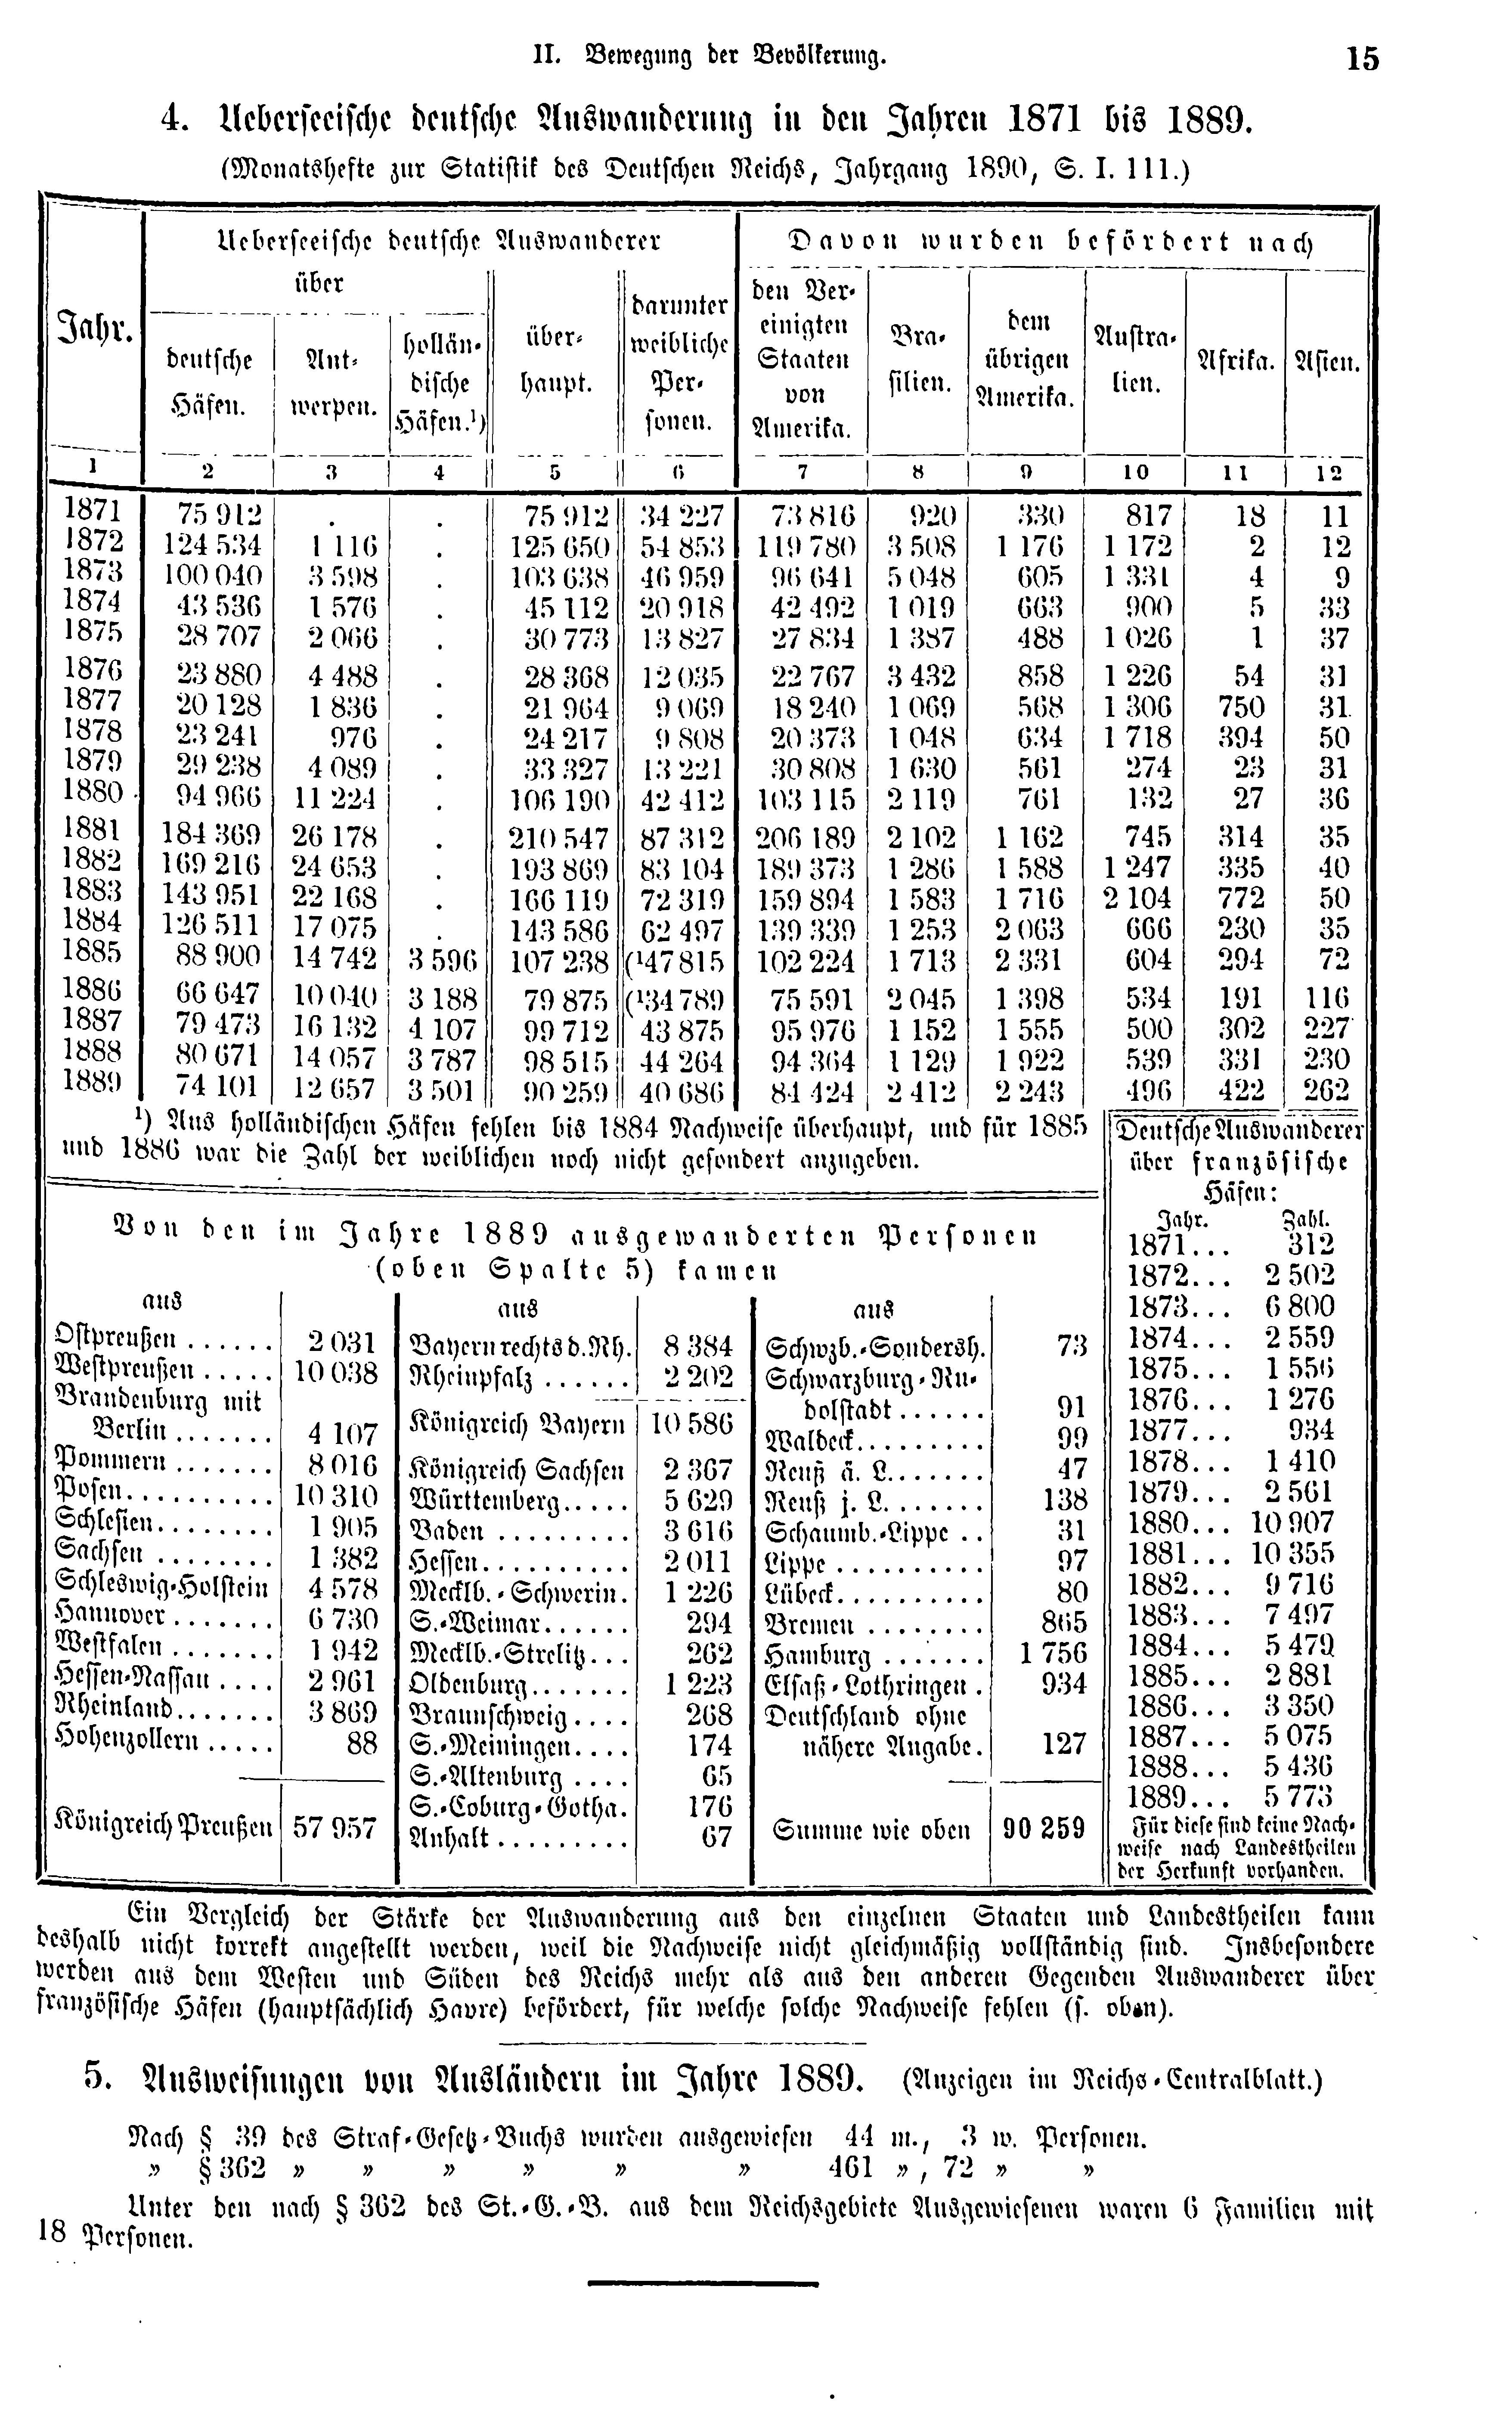 II. Bewegung der Bevölkerung. 15
4. Ueberseeische deutsche Auswanderung in den Jahren 1871 bis 1889.
(Monatshefte zur Statistik des Deutschen Reichs, Jahrgang 1890, S. I. 111.)
Jahr. Ueberseeische deutsche Auswanderer Davon wurden befördert nach
über
deutsche Häfen. Ant-werpen. hollän-dische Häfen.¹) über-haupt. darunter weibliche Per-sonen. den Ver-einigten Staaten von Amerika. Bra-silien. dem übrigen Amerika. Austra-lien. Afrika. Asien.
1 2 3 4 5 6 7 8 9 10 11 12
1871 75 912 . . 75 912 34 227 73 816 920 330 817 18 11
1872 124 534 1 116 . 125 650 54 853 119 780 3 508 1 176 1 172 2 12
1873 100 040 3 598 . 103 638 46 959 96 641 5 048 605 1 331 4 9
1874 43 536 1 576 . 45 112 20 918 42 492 1 019 663 900 5 33
1875 28 707 2 066 . 30 773 13 827 27 834 1 387 488 1 026 1 37
1876 23 880 4 488 . 28 368 12 035 22 767 3 432 858 1 226 54 31
1877 20 128 1 836 . 21 964 9 069 18 240 1 069 568 1 306 750 31
1878 23 241 976 . 24 217 9 808 20 373 1 048 634 1 718 394 50
1879 29 238 4 089 . 33 327 13 221 30 808 1 630 561 274 23 31
1880 94 966 11 224 . 106 190 42 412 103 115 2 119 761 132 27 36
1881 184 369 26 178 . 210 547 87 312 206 189 2 102 1 162 745 314 35
1882 169 216 24 653 . 193 869 83 104 189 373 1 286 1 588 1 247 335 40
1883 143 951 22 168 . 166 119 72 319 159 894 1 583 1 716 2 104 772 50
1884 126 511 17 075 . 143 586 62 497 139 339 1 253 2 063 666 230 35
1885 88 900 14 742 3 596 107 238 (¹47 815 102 224 1 713 2 331 604 294 72
1886 66 647 10 040 3 188 79 875 (¹34 789 75 591 2 045 1 398 534 191 116
1887 79 473 16 132 4 107 99 712 43 875 95 976 1 152 1 555 500 302 227
1888 80 671 14 057 3 787 98 515 44 264 94 364 1 129 1 922 539 331 230
1889 74 101 12 657 3 501 90 259 40 686 84 424 2 412 2 243 496 422 262
¹) Aus holländischen Häfen fehlen bis 1884 Nachweise überhaupt, und für 1885
und 1886 war die Zahl der weiblichen noch nicht gesondert anzugeben.
Von den im Jahre 1889 ausgewanderten Personen
(oben Spalte 5) kamen
aus
Ostpreußen ...... 2 031
Westpreußen ..... 10 038
Brandenburg mit
Berlin ....... 4 107
Pommern ....... 8 016
Posen.......... 10 310
Schlesien........ 1 905
Sachsen ........ 1 382
Schleswig-Holstein 4 578
Hannover ....... 6 730
Westfalen ....... 1 942
Hessen-Nassau .... 2 961
Rheinland....... 3 869
Hohenzollern ..... 88
Königreich Preußen 57 957
aus
Bayern rechts d. Rh. 8 384
Rheinpfalz ...... 2 202
Königreich Bayern 10 586
Königreich Sachsen 2 367
Württemberg..... 5 629
Baden ......... 3 616
Hessen.......... 2 011
Mecklb.-Schwerin. 1 226
S.-Weimar...... 294
Mecklb.-Strelitz... 262
Oldenburg....... 1 223
Braunschweig .... 268
S.-Meiningen.... 174
S.-Altenburg .... 65
S.-Coburg-Gotha. 176
Anhalt ......... 67
aus
Schwzb.-Sondersh. 73
Schwarzburg-Ru-
dolstadt ...... 91
Waldeck......... 99
Reuß ä. L....... 47
Reuß j. L....... 138
Schaumb.-Lippe .. 31
Lippe .......... 97
Lübeck.......... 80
Bremen ........ 865
Hamburg ....... 1 756
Elsaß-Lothringen . 934
Deutschland ohne
nähere Angabe. 127
Summe wie oben 90 259
Deutsche Auswanderer
über französische
Häfen:
Jahr. Zahl.
1871... 312
1872... 2 502
1873... 6 800
1874... 2 559
1875... 1 556
1876... 1 276
1877... 934
1878... 1 410
1879... 2 561
1880... 10 907
1881... 10 355
1882... 9 716
1883... 7 497
1884... 5 479
1885... 2 881
1886... 3 350
1887... 5 075
1888... 5 436
1889... 5 773
Für diese sind keine Nach-
weise nach Landestheilen
der Herkunft vorhanden.
Ein Vergleich der Stärke der Auswanderung aus den einzelnen Staaten und Landestheilen kann
deshalb nicht korrekt angestellt werden, weil die Nachweise nicht gleichmäßig vollständig sind. Insbesondere
werden aus dem Westen und Süden des Reichs mehr als aus den anderen Gegenden Auswanderer über
französische Häfen (hauptsächlich Havre) befördert, für welche solche Nachweise fehlen (s. oben).
5. Ausweisungen von Ausländern im Jahre 1889. (Anzeigen im Reichs-Centralblatt.)
Nach § 39 des Straf-Gesetz-Buchs wurden ausgewiesen 44 m., 3 w. Personen.
„ § 362 „ „ „ „ „ „ 461 „ , 72 „ „
Unter den nach § 362 des St.-G.-B. aus dem Reichsgebiete Ausgewiesenen waren 6 Familien mit
18 Personen.